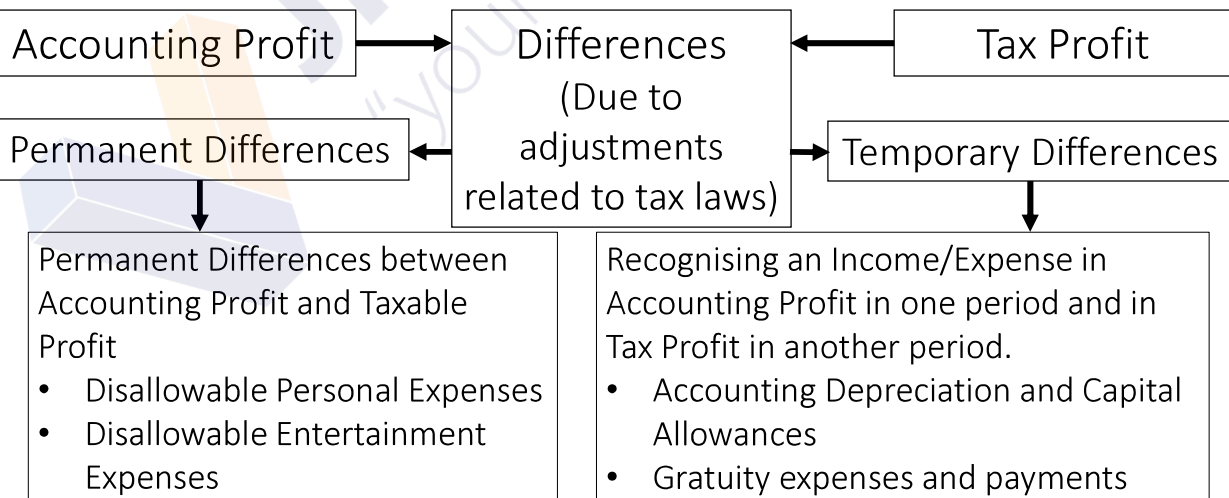 Accounting Profit
Differences
(Due to
adjustments
related to tax laws)
Tax Profit
Permanent Differences
Temporary Differences
Permanent Differences between
Accounting Profit and Taxable
Profit
• Disallowable Personal Expenses
• Disallowable Entertainment
Expenses
Recognising an Income/Expense in
Accounting Profit in one period and in
Tax Profit in another period.
• Accounting Depreciation and Capital
Allowances
• Gratuity expenses and payments
"your